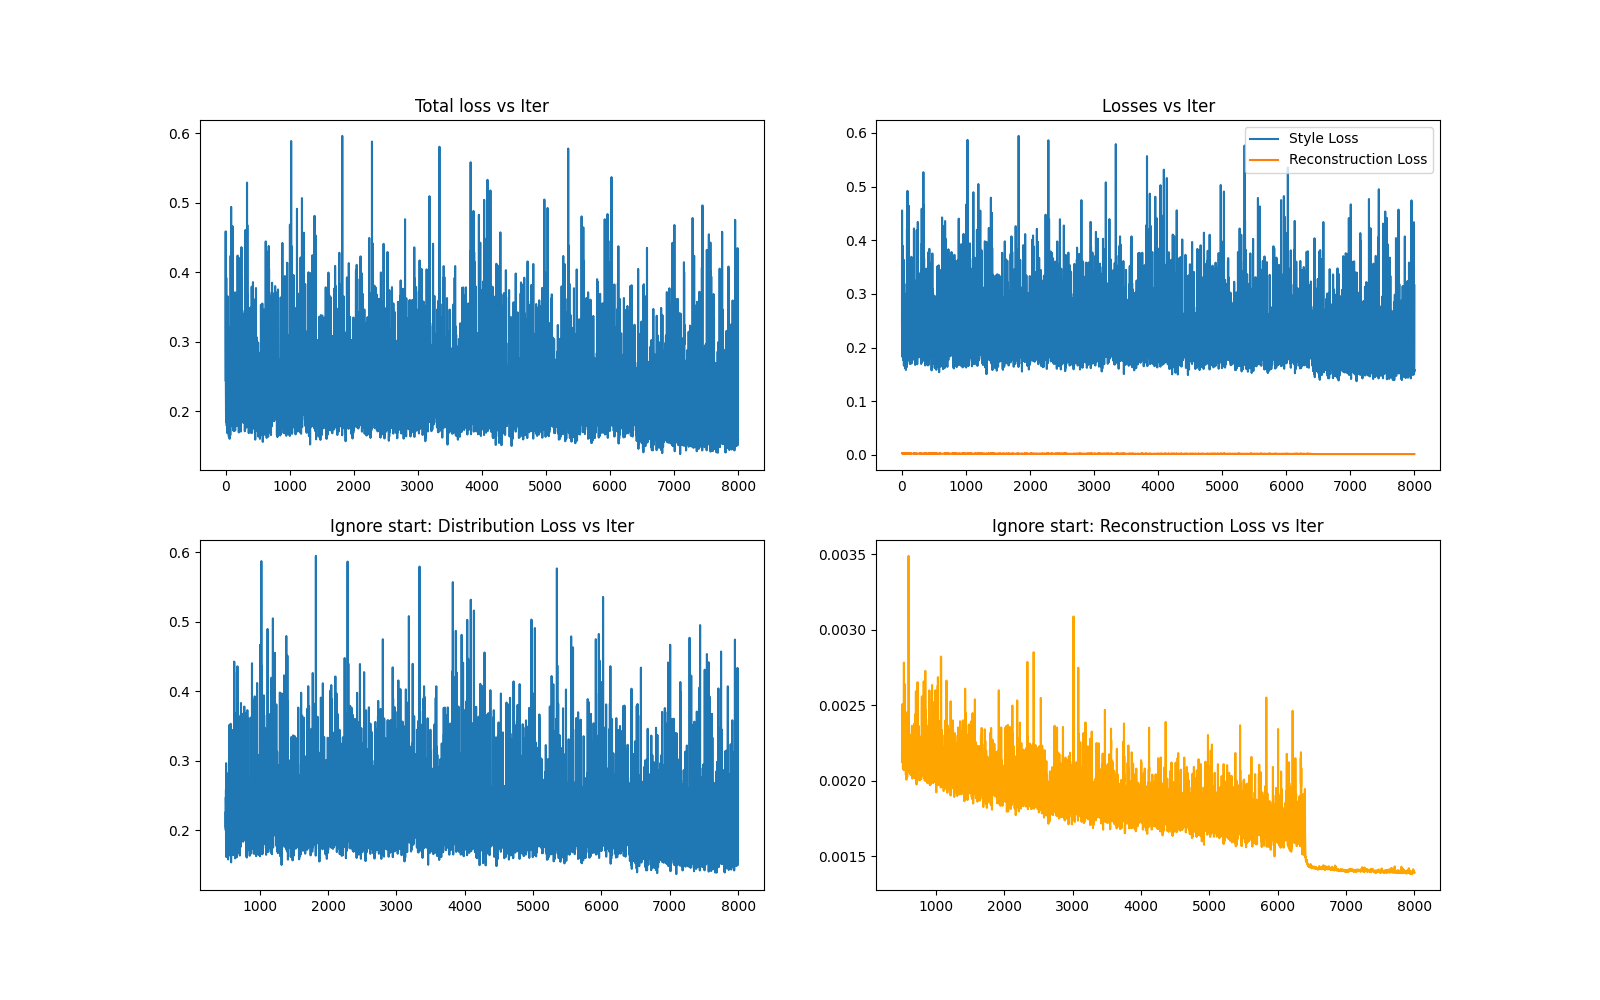 Total loss vs Iter
0.6
0.5
0.4
0.3
0.2
0 1000 2000 3000 4000 5000 6000 7000 8000
Losses vs Iter
Style Loss
Reconstruction Loss
0.6
0.5
0.4
0.3
0.2
0.1
0.0
0 1000 2000 3000 4000 5000 6000 7000 8000
Ignore start: Distribution Loss vs Iter
0.6
0.5
0.4
0.3
0.2
1000 2000 3000 4000 5000 6000 7000 8000
Ignore start: Reconstruction Loss vs Iter
0.0035
0.0030
0.0025
0.0020
0.0015
1000 2000 3000 4000 5000 6000 7000 8000